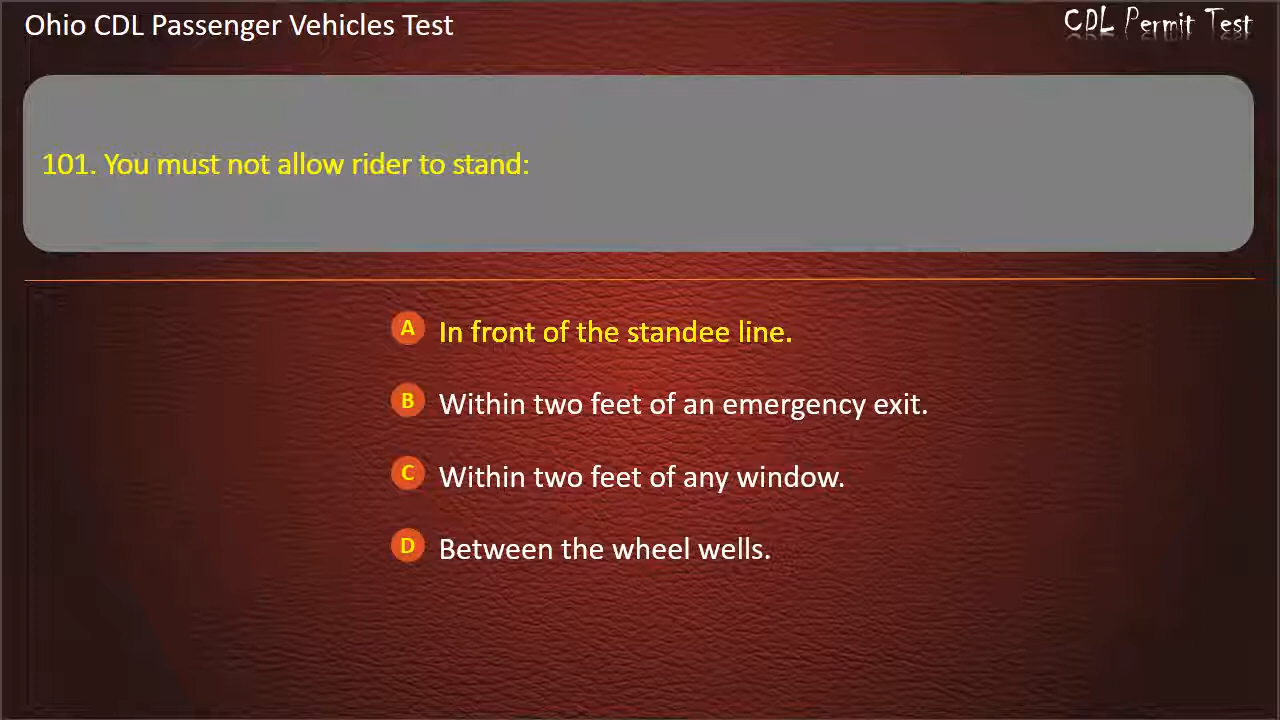 Ohio CDL Passenger Vehicles Test
CDL Permit Test
101. You must not allow rider to stand:
A In front of the standee line.
B Within two feet of an emergency exit.
C Within two feet of any window.
D Between the wheel wells.